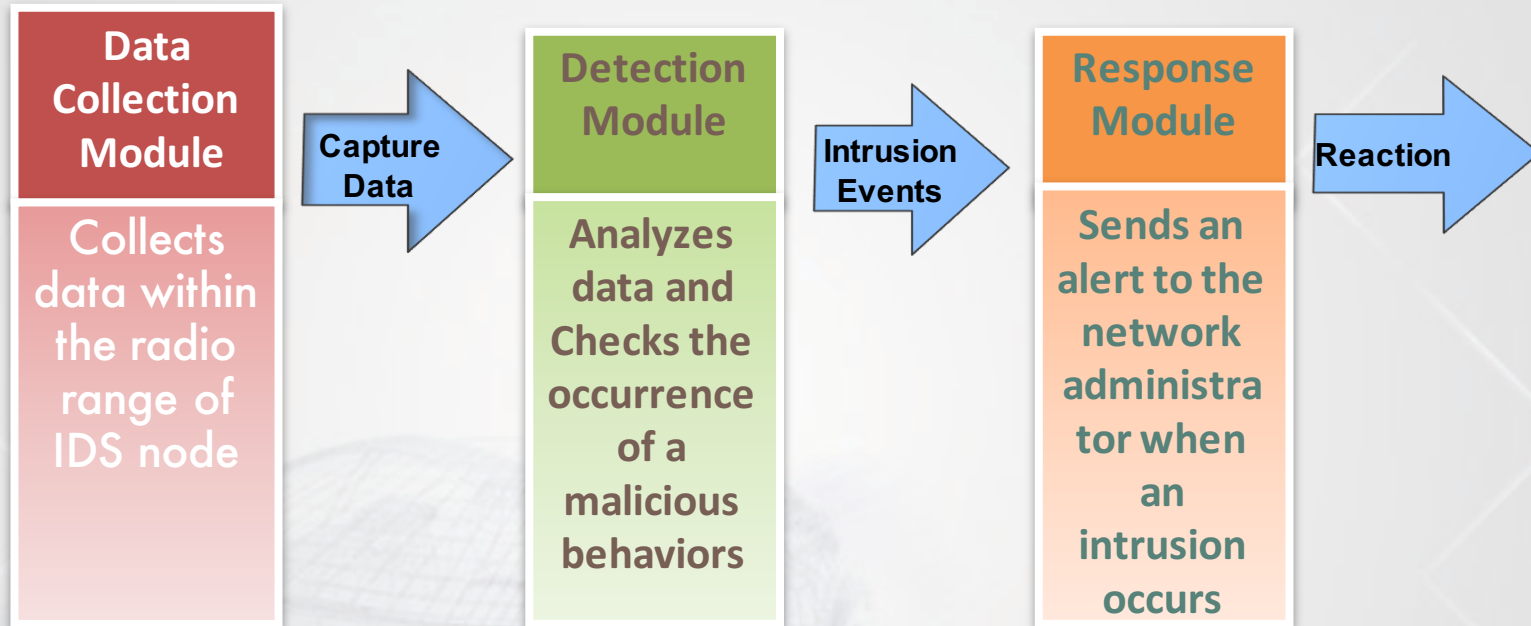 Data
Collection
Module
Collects
data within
the radio
range of
IDS node
Capture
Data
Detection
Module
Analyzes
data and
Checks the
occurrence
of a
malicious
behaviors
Intrusion
Events
Response
Module
Sends an
alert to the
network
administra
tor when
an
intrusion
occurs
Reaction